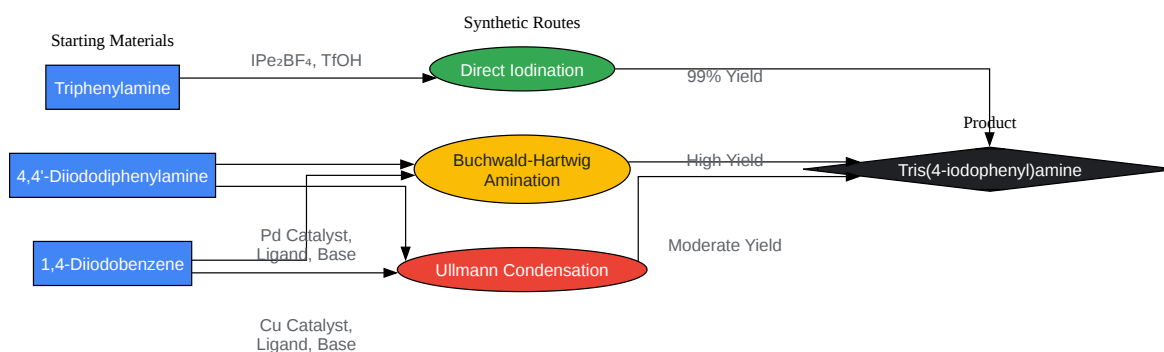 Synthetic Routes
Starting Materials
IPe₂BF₄, TfOH
Triphenylamine
Direct Iodination
99% Yield
Product
4,4'-Diiododiphenylamine
Buchwald-Hartwig
Amination
High Yield
Tris(4-iodophenyl)amine
Pd Catalyst,
Ligand, Base
Moderate Yield
1,4-Diiodobenzene
Ullmann Condensation
Cu Catalyst,
Ligand, Base